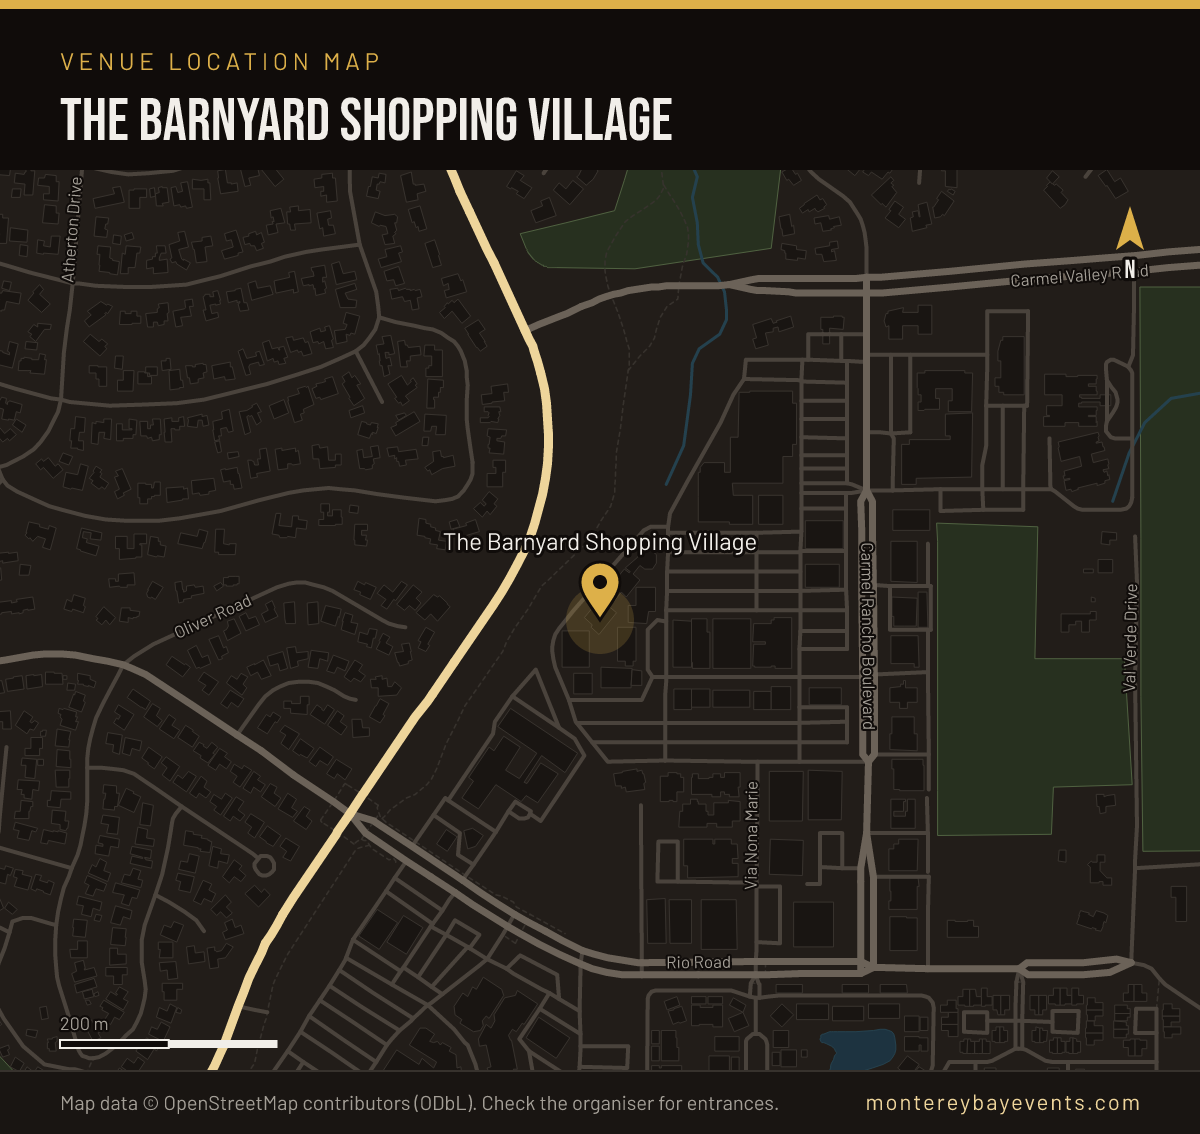 VENUE LOCATION MAP
THE BARNYARD SHOPPING VILLAGE
Atherton Drive
Carmel Valley R
d
N
The Barnyard Shopping Village
Oliver Road
Carmel Rancho Boulevard
Val Verde Drive
Via Nona Marie
Rio Road
200 m
Map data © OpenStreetMap contributors (ODbL). Check the organiser for entrances.
montereybayevents.com